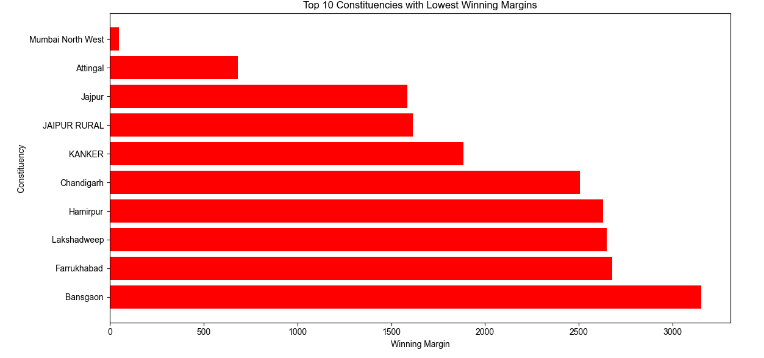 Top 10 Constituencies with Lowest Winning Margins
Mumbai North West
Attingal
Jajpur
JAIPUR RURAL
KANKER
Chandigarh
Hamirpur
Lakshadweep
Farrukhabad
Bansgaon
Constituency
0 500 1000 1500 2000 2500 3000
Winning Margin